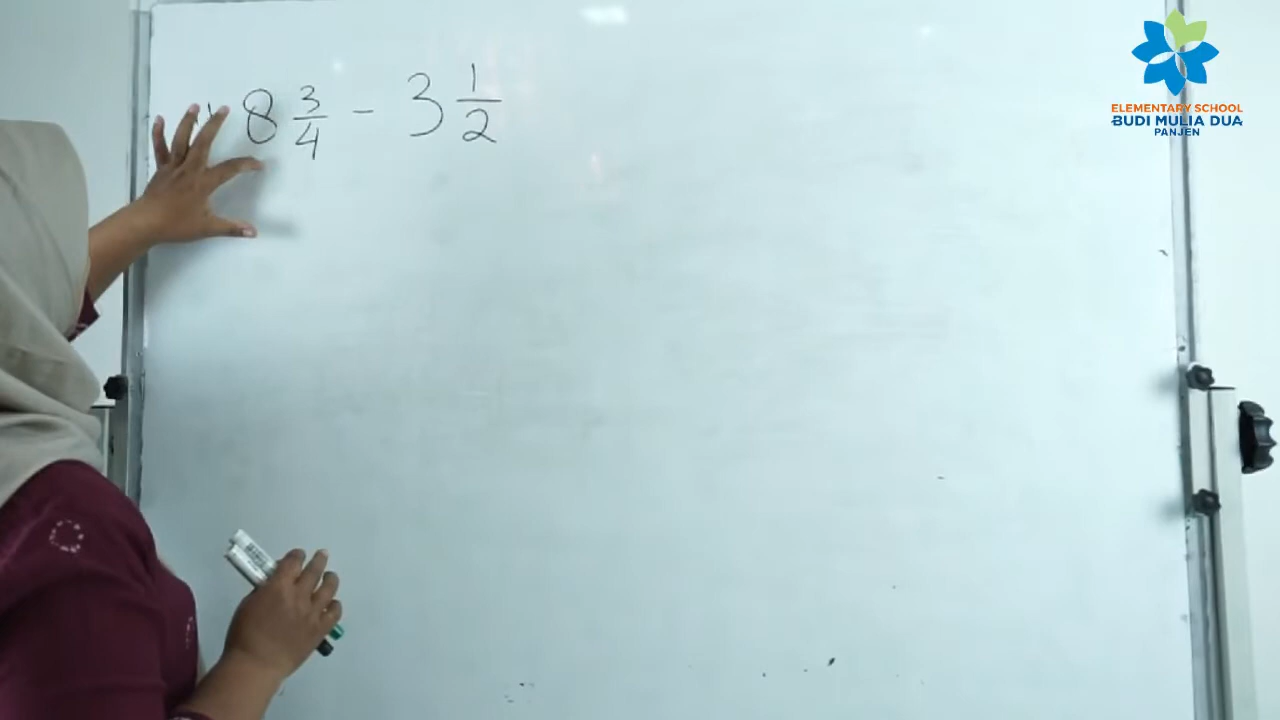 8 3/4 - 3 1/2
ELEMENTARY SCHOOL
BUDI MULIA DUA
PANJEN